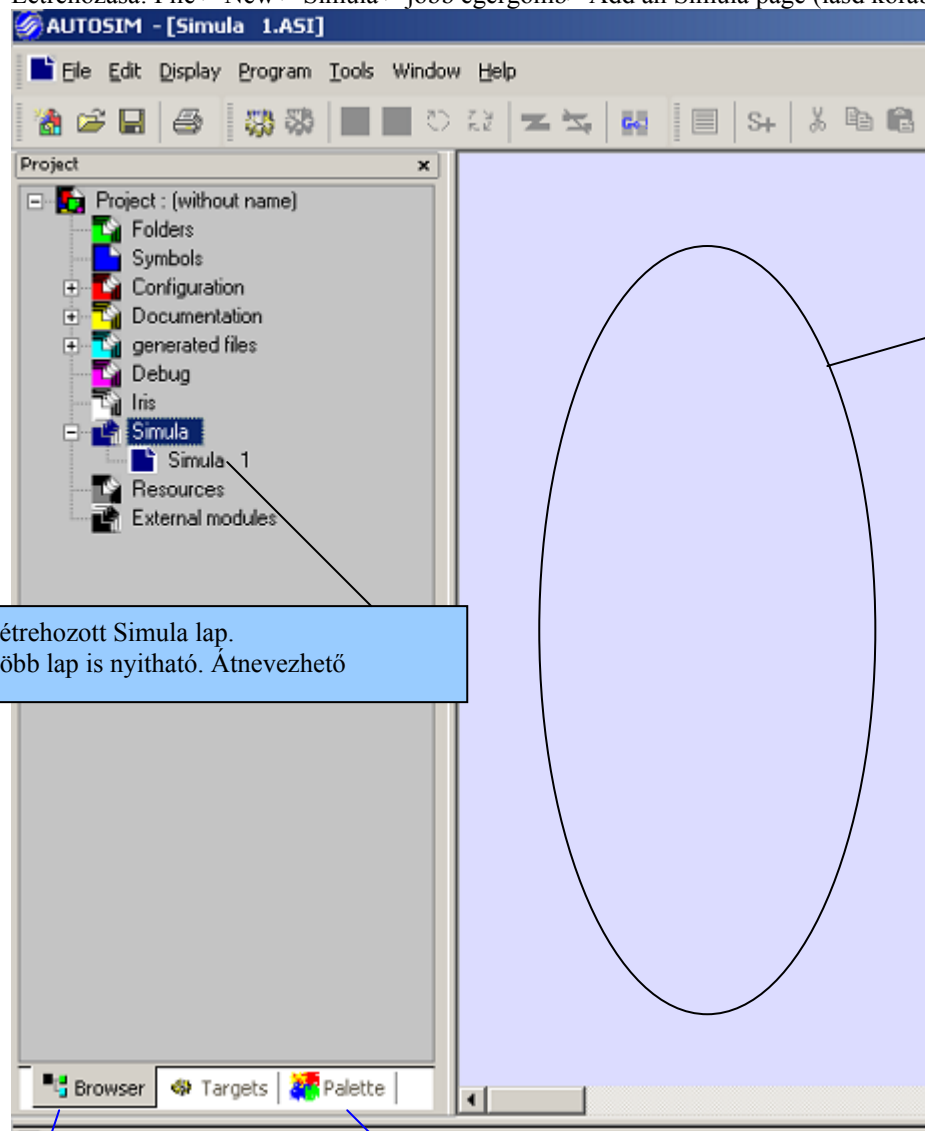 File New Simula jobb egérgomb Add an Simula page (lásd
AUTOSIM - [Simula 1.ASI]
File Edit Display Program Tools Window Help
Go!
S+
Project
Project : (without name)
Folders
Symbols
Configuration
Documentation
generated files
Debug
Iris
Simula
Simula 1
Resources
External modules
étrehozott Simula lap.
öbb lap is nyitható. Átnevezhető
Browser Targets Palette